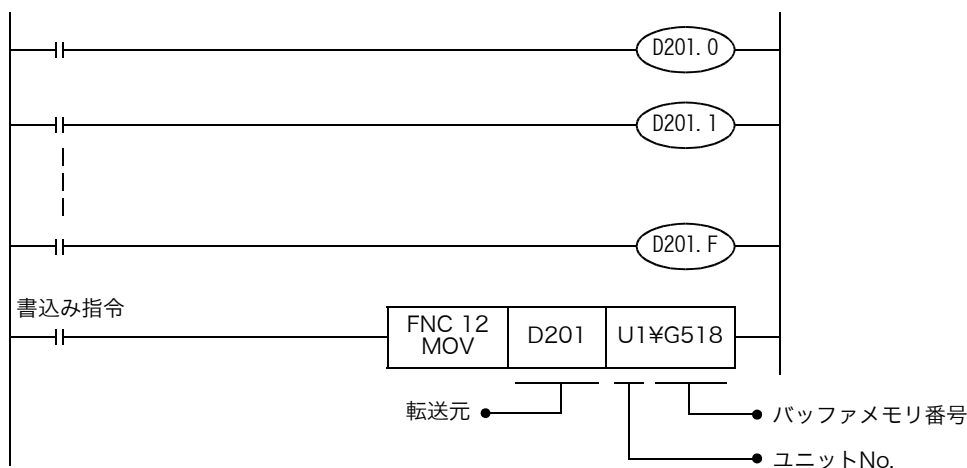 D201. 0
D201. 1
D201. F
書込み指令
FNC 12
MOV
D201
U1¥G518
転送元
バッファメモリ番号
ユニットNo.